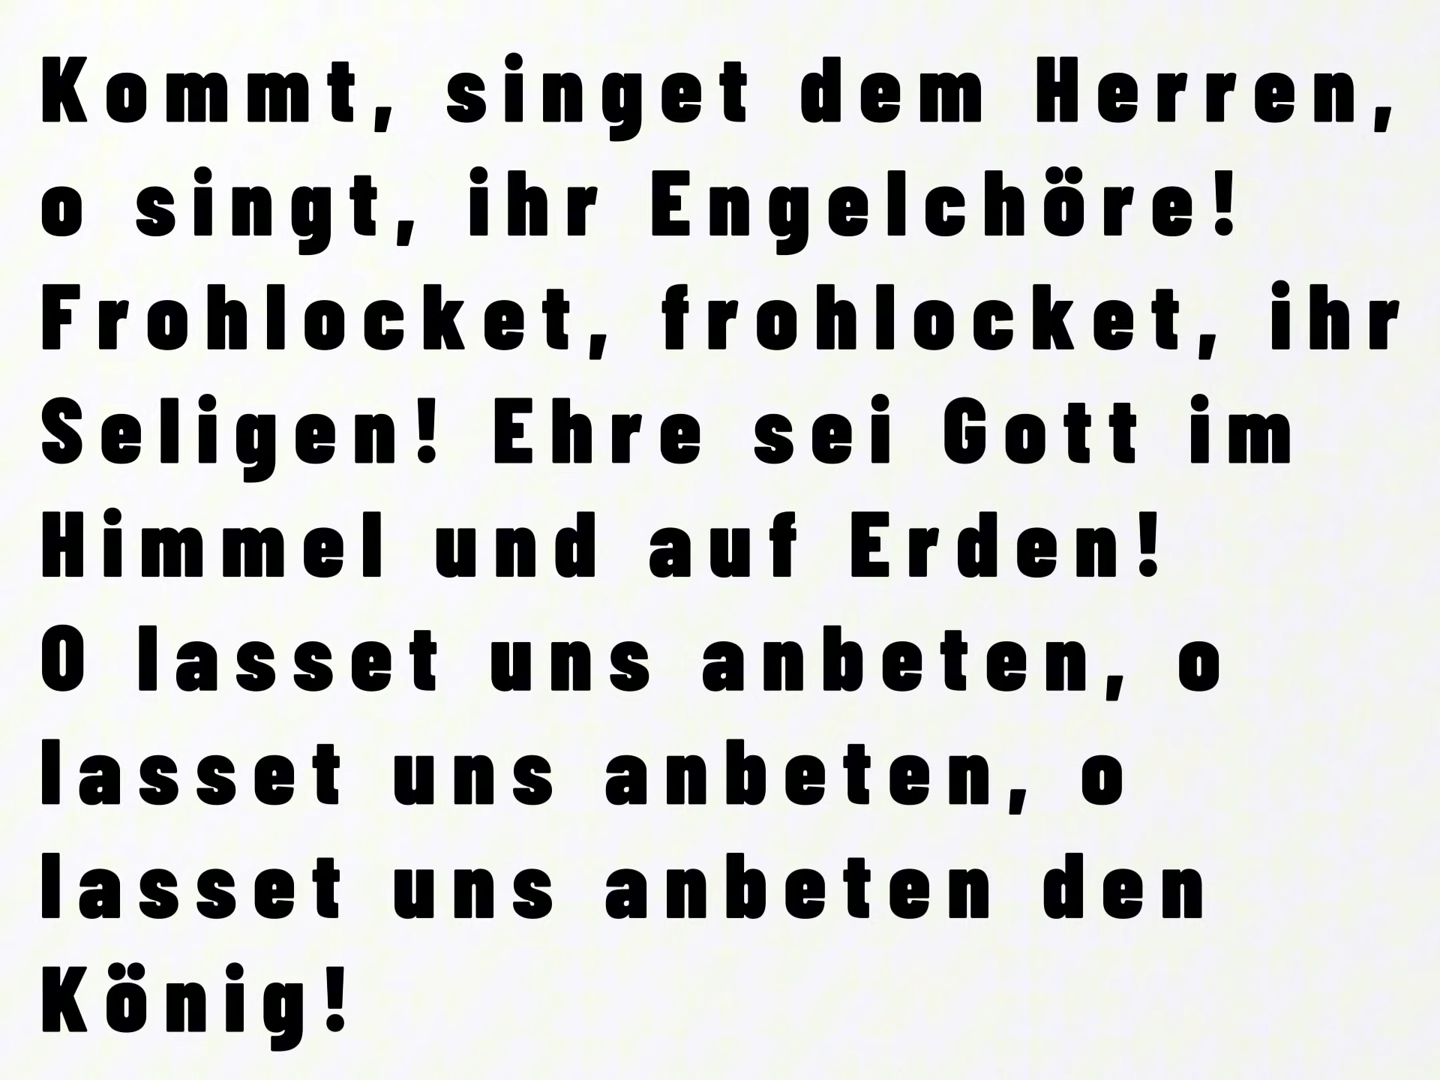 Kommt, singet dem Herren,
o singt, ihr Engelchöre!
Frohlocket, frohlocket, ihr
Seligen! Ehre sei Gott im
Himmel und auf Erden!
O lasset uns anbeten, o
lasset uns anbeten, o
lasset uns anbeten den
König!